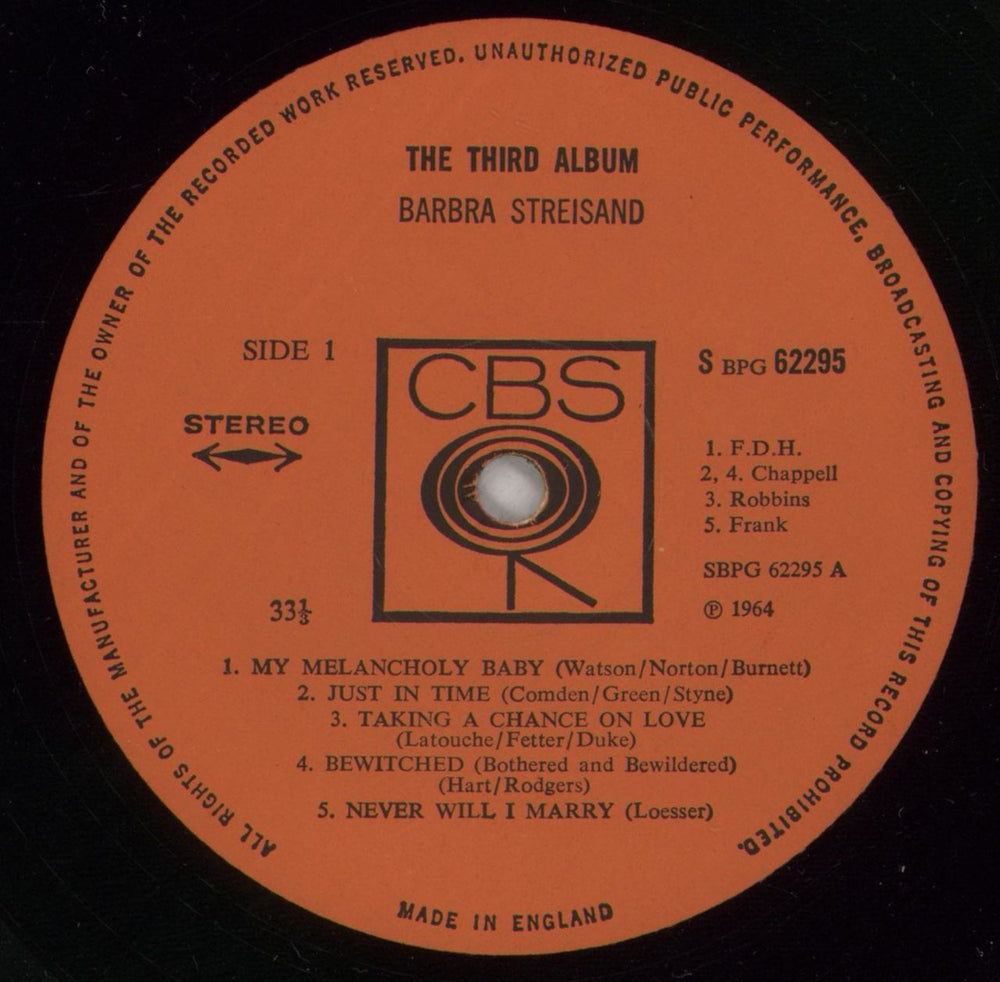 ALL RIGHTS OF THE MANUFACTURER AND OF THE OWNER OF THE RECORDED WORK RESERVED. UNAUTHORIZED PUBLIC PERFORMANCE, BROADCASTING AND COPYING OF THIS RECORD PROHIBITED.
THE THIRD ALBUM
BARBRA STREISAND
SIDE 1
STEREO
33⅓
CBS
S BPG 62295
1. F.D.H.
2, 4. Chappell
3. Robbins
5. Frank
SBPG 62295 A
℗ 1964
1. MY MELANCHOLY BABY (Watson/Norton/Burnett)
2. JUST IN TIME (Comden/Green/Styne)
3. TAKING A CHANCE ON LOVE
(Latouche/Fetter/Duke)
4. BEWITCHED (Bothered and Bewildered)
(Hart/Rodgers)
5. NEVER WILL I MARRY (Loesser)
MADE IN ENGLAND